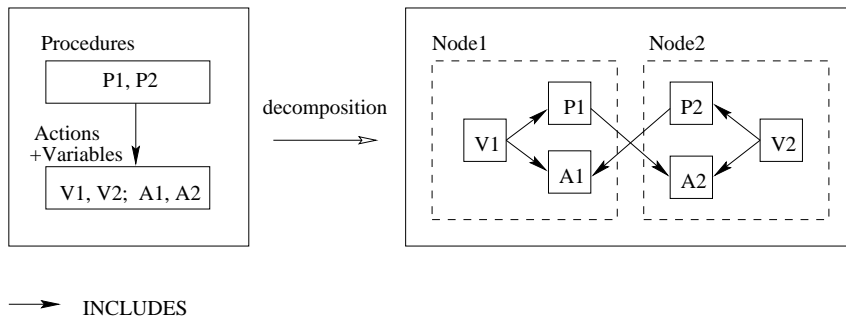 Procedures
P1, P2
Actions
+Variables
V1, V2; A1, A2
decomposition
Node1
Node2
P1
P2
V1
V2
A1
A2
INCLUDES